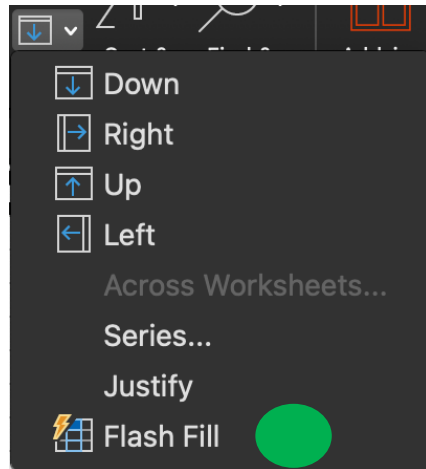 Down
Right
Up
Left
Across Worksheets...
Series...
Justify
Flash Fill